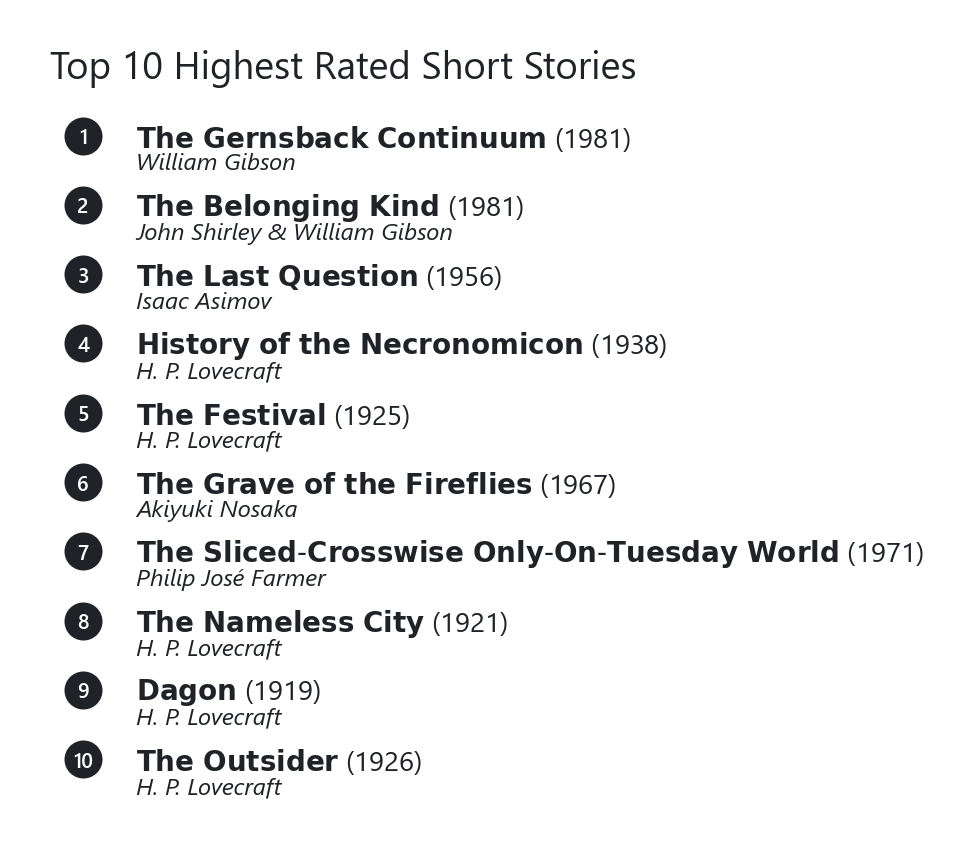 Top 10 Highest Rated Short Stories
1 The Gernsback Continuum (1981)
William Gibson
2 The Belonging Kind (1981)
John Shirley & William Gibson
3 The Last Question (1956)
Isaac Asimov
4 History of the Necronomicon (1938)
H. P. Lovecraft
5 The Festival (1925)
H. P. Lovecraft
6 The Grave of the Fireflies (1967)
Akiyuki Nosaka
7 The Sliced-Crosswise Only-On-Tuesday World (1971)
Philip José Farmer
8 The Nameless City (1921)
H. P. Lovecraft
9 Dagon (1919)
H. P. Lovecraft
10 The Outsider (1926)
H. P. Lovecraft